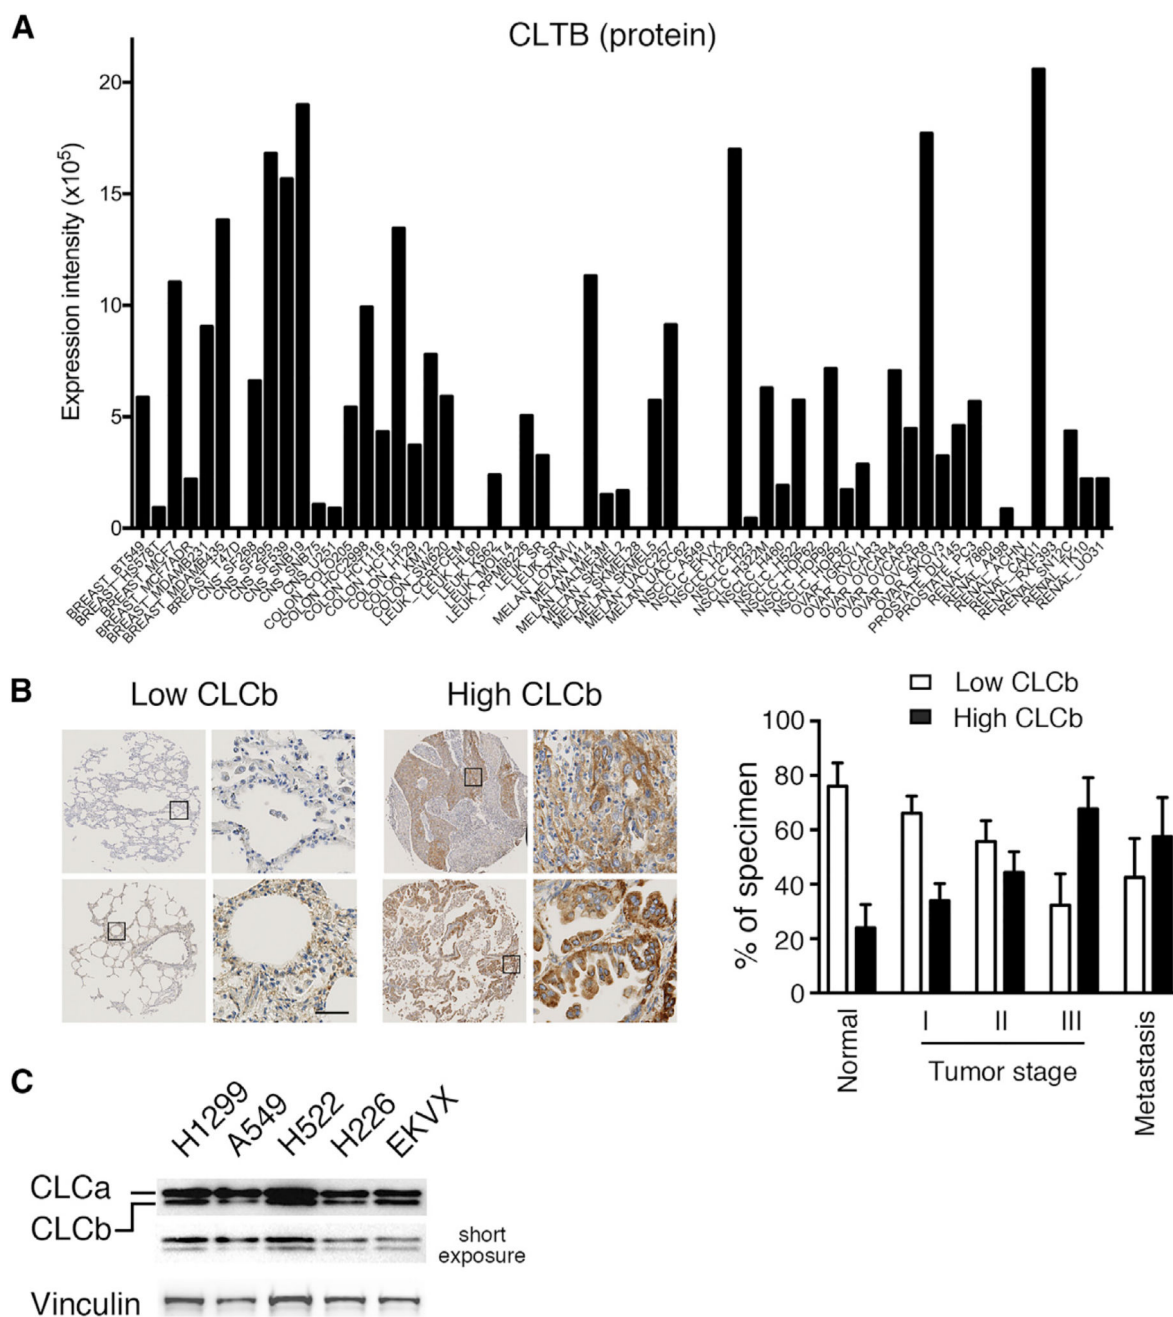 A
CLTB (protein)
Expression intensity (x10⁵)
20
15
10
5
0
BREAST_BT549
BREAST_HS578T
BREAST_MCF7
BREAST_MCF7ADR
BREAST_MDAMB231
BREAST_MDAMB435
BREAST_T47D
CNS_SF268
CNS_SF295
CNS_SF539
CNS_SNB19
CNS_SNB75
CNS_U251
COLON_COLO205
COLON_HCC2998
COLON_HCT116
COLON_HCT15
COLON_HT29
COLON_KM12
COLON_SW620
LEUK_CCRFCEM
LEUK_HL60
LEUK_K562
LEUK_MOLT4
LEUK_RPMI8226
LEUK_SR
MELAN_LOXIMVI
MELAN_M14
MELAN_SKMEL2
MELAN_SKMEL28
MELAN_SKMEL5
MELAN_UACC257
MELAN_UACC62
NSCLC_A549
NSCLC_EKVX
NSCLC_H226
NSCLC_H23
NSCLC_H322M
NSCLC_H460
NSCLC_H522
NSCLC_HOP62
NSCLC_HOP92
OVAR_IGROV1
OVAR_OVCAR3
OVAR_OVCAR4
OVAR_OVCAR5
OVAR_OVCAR8
OVAR_SKOV3
PROSTATE_DU145
PROSTATE_PC3
RENAL_7860
RENAL_A498
RENAL_ACHN
RENAL_CAKI1
RENAL_RXF393
RENAL_SN12C
RENAL_TK10
RENAL_UO31
B
Low CLCb
High CLCb
Low CLCb
High CLCb
% of specimen
100
80
60
40
20
0
Normal
I
II
III
Tumor stage
Metastasis
C
H1299
A549
H522
H226
EKVX
CLCa
CLCb
short
exposure
Vinculin